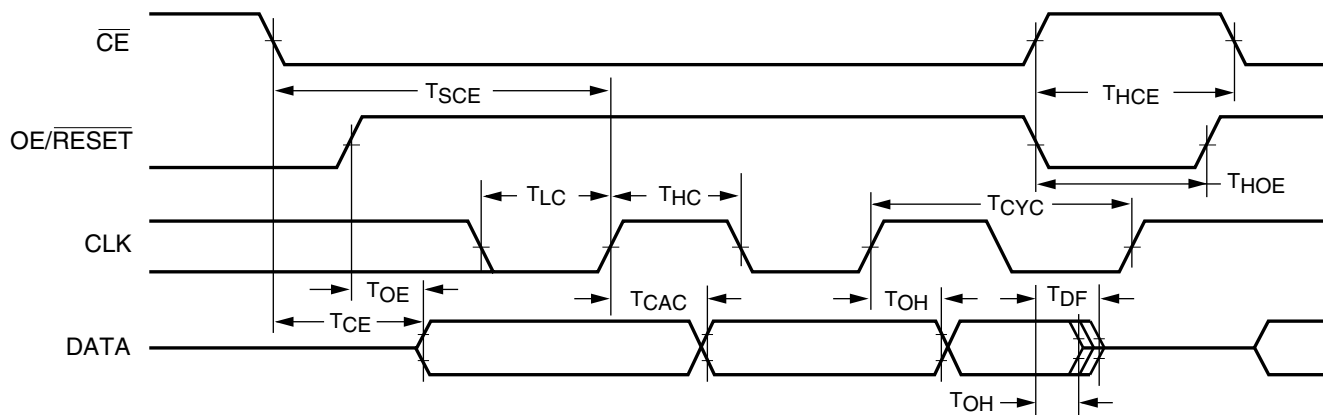 CE
TSCE
THCE
OE/RESET
THOE
TLC
THC
TCYC
CLK
TOE
TCAC
TOH
TDF
TCE
DATA
TOH